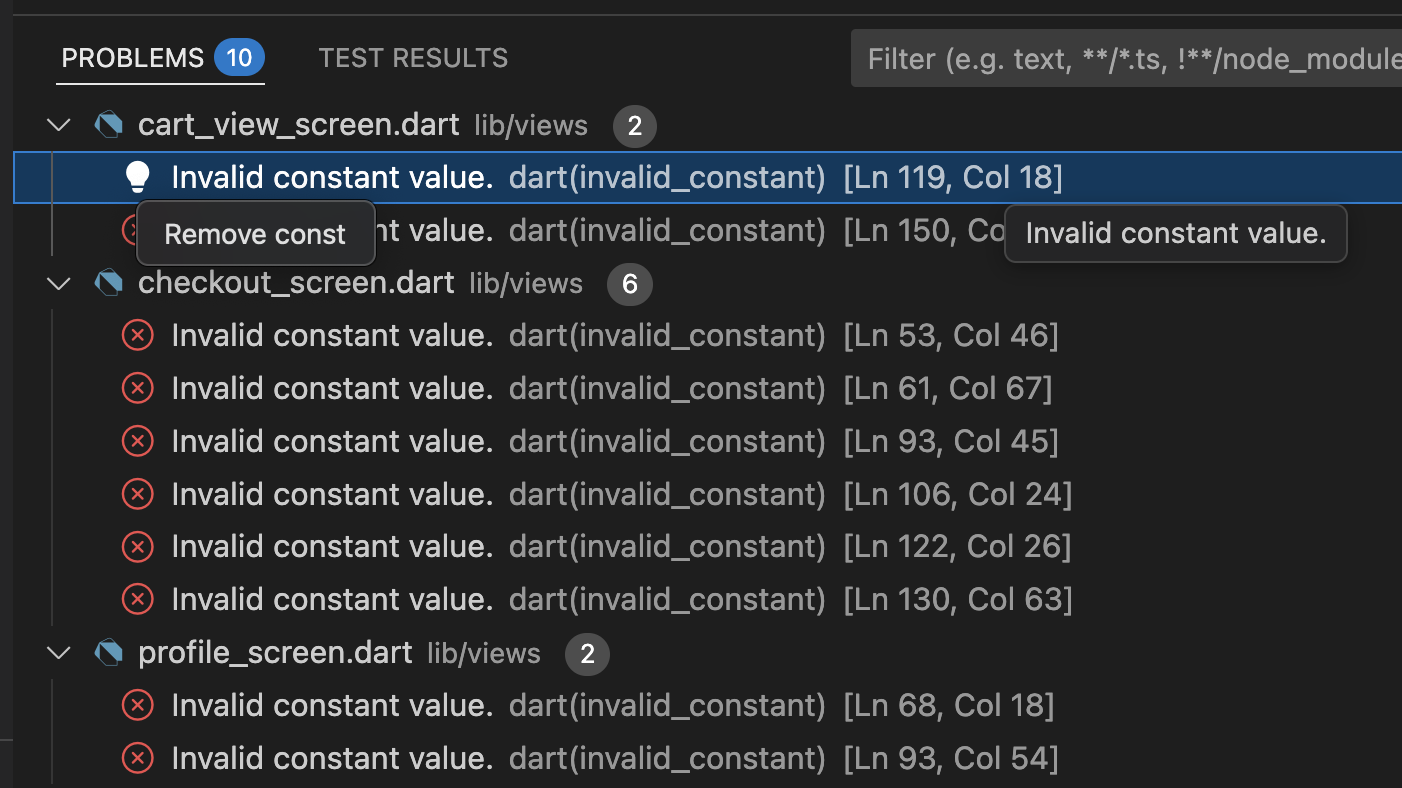 PROBLEMS 10 TEST RESULTS Filter (e.g. text, **/*.ts, !**/node_module
cart_view_screen.dart lib/views 2
Invalid constant value. dart(invalid_constant) [Ln 119, Col 18]
Remove const
nt value. dart(invalid_constant) [Ln 150, Co
Invalid constant value.
checkout_screen.dart lib/views 6
Invalid constant value. dart(invalid_constant) [Ln 53, Col 46]
Invalid constant value. dart(invalid_constant) [Ln 61, Col 67]
Invalid constant value. dart(invalid_constant) [Ln 93, Col 45]
Invalid constant value. dart(invalid_constant) [Ln 106, Col 24]
Invalid constant value. dart(invalid_constant) [Ln 122, Col 26]
Invalid constant value. dart(invalid_constant) [Ln 130, Col 63]
profile_screen.dart lib/views 2
Invalid constant value. dart(invalid_constant) [Ln 68, Col 18]
Invalid constant value. dart(invalid_constant) [Ln 93, Col 54]